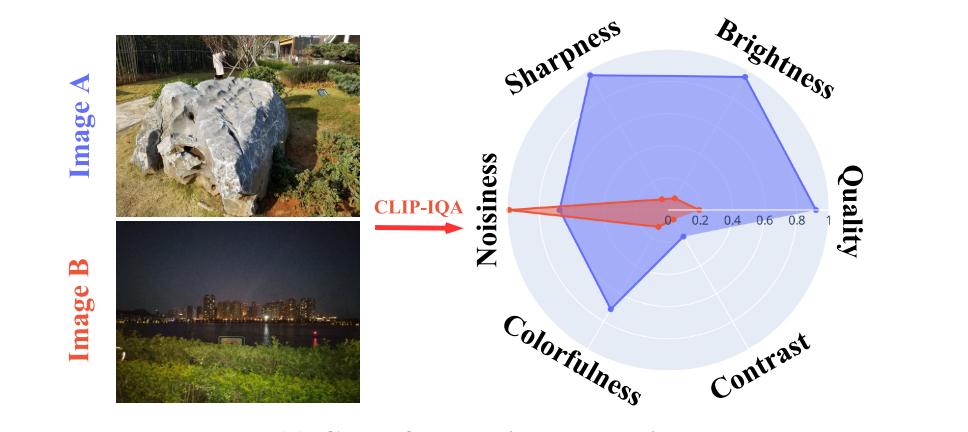 Image A
Image B
CLIP-IQA
Sharpness
Brightness
Noisiness
Quality
0 0.2 0.4 0.6 0.8 1
Colorfulness
Contrast